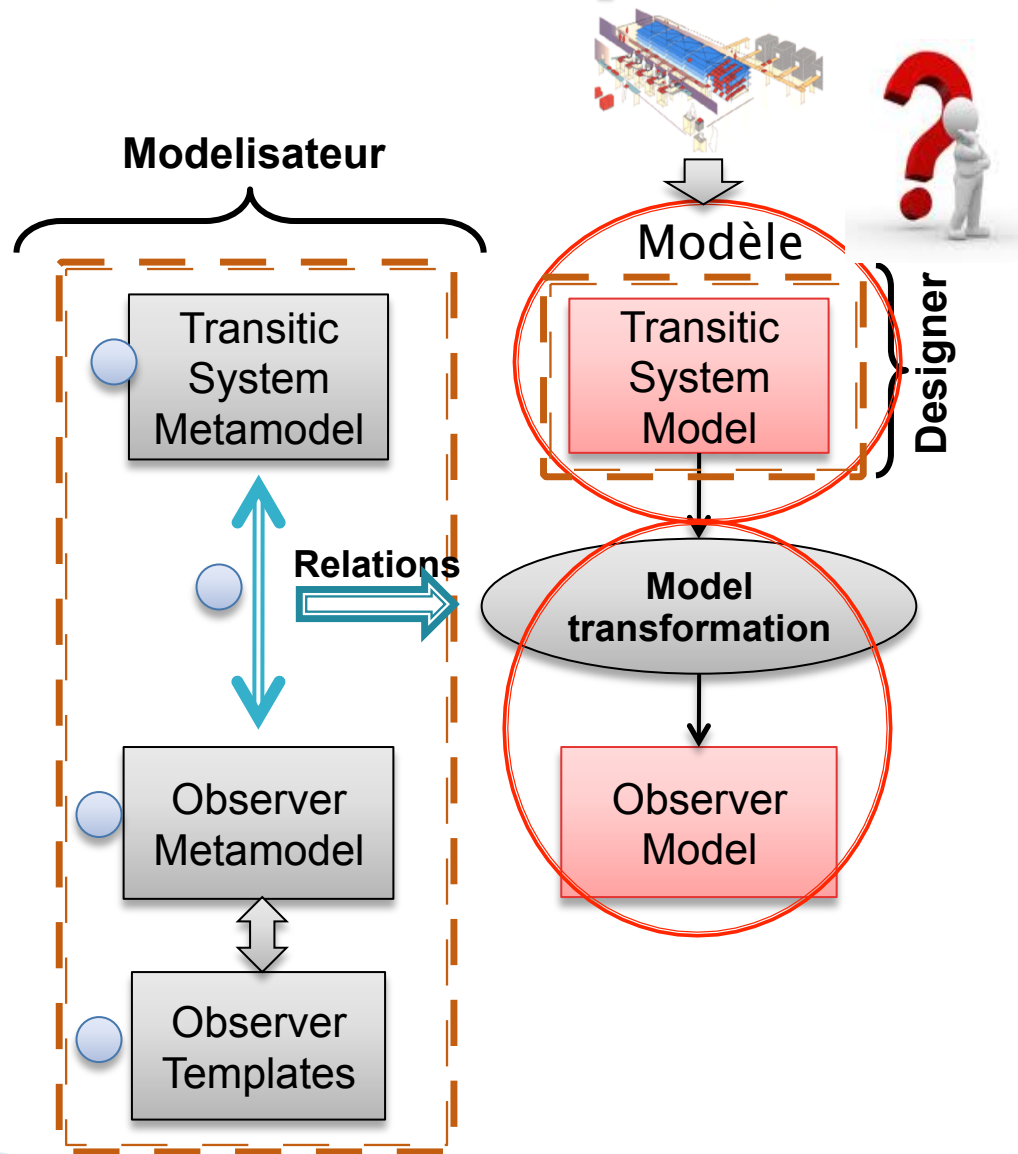 Modelisateur
Transitic
System
Metamodel
Relations
Observer
Metamodel
Observer
Templates
Modèle
Transitic
System
Model
Designer
Model
transformation
Observer
Model